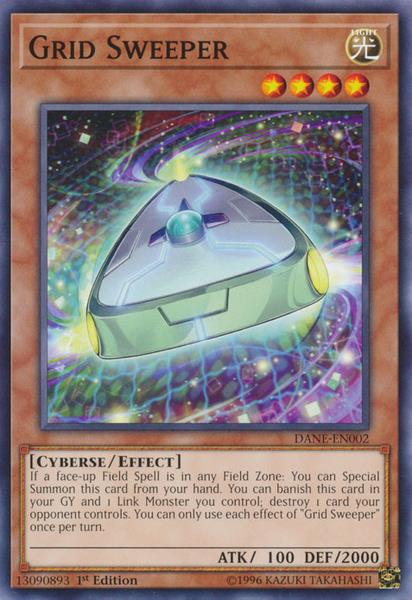 GRID SWEEPER
LIGHT
光
DANE-EN002
[CYBERSE/EFFECT]
If a face-up Field Spell is in any Field Zone: You can Special
Summon this card from your hand. You can banish this card in
your GY and 1 Link Monster you control; destroy 1 card your
opponent controls. You can only use each effect of "Grid Sweeper"
once per turn.
ATK/ 100 DEF/2000
13090893 1st Edition ©1996 KAZUKI TAKAHASHI